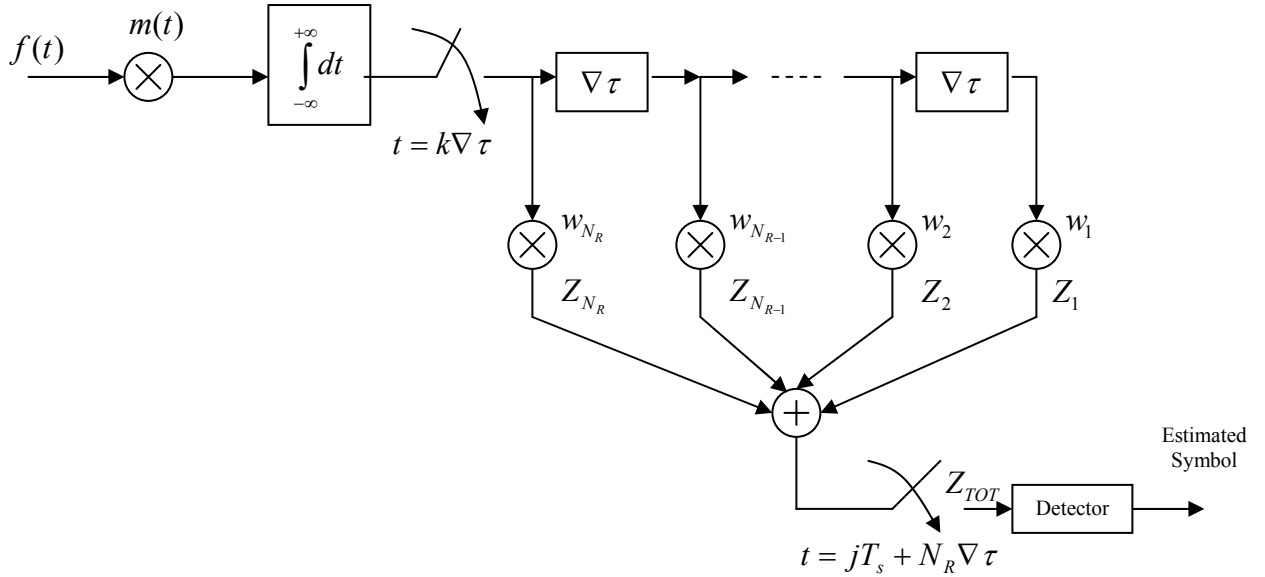 f(t)
m(t)
∫_{-∞}^{+∞} dt
t = k∇τ
∇τ
∇τ
w_{N_R}
w_{N_{R-1}}
w_2
w_1
Z_{N_R}
Z_{N_{R-1}}
Z_2
Z_1
Z_{TOT}
Detector
Estimated
Symbol
t = jT_s + N_R∇τ